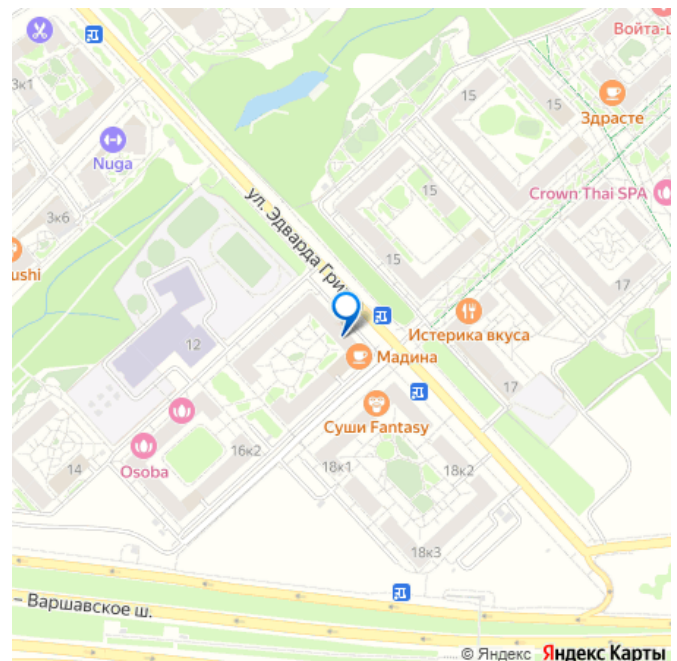 Войта-ц
3к1
15
15
Здрасте
Nuga
15
Crown Thai SPA
3к6
ул. Эдварда Гри
15
17
ushi
Истерика вкуса
12
Мадина
17
Суши Fantasy
16к2
Osoba
14
18к1
18к2
18к3
Варшавское ш.
© Яндекс Яндекс Карты